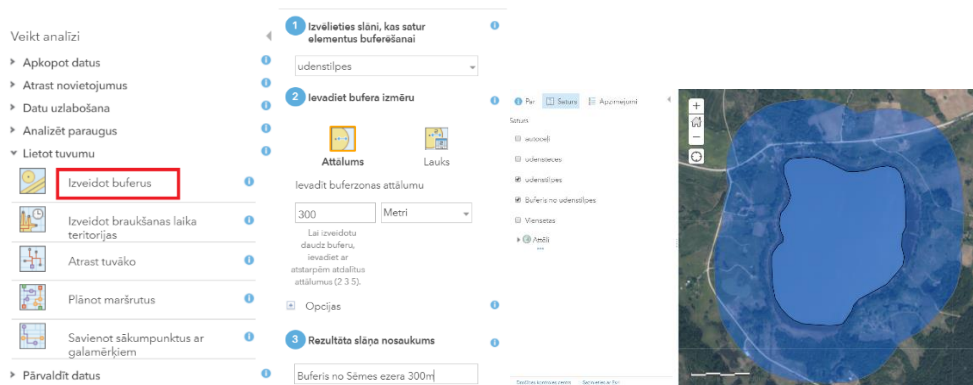 Veikt analīzi
Apkopot datus
Atrast novietojumus
Datu uzlabošana
Analizēt paraugus
Lietot tuvumu
Izveidot buferus
Izveidot braukšanas laika
teritorijas
Atrast tuvāko
Plānot maršrutus
Savienot sākumpunktus ar
galamērķiem
Pārvaldīt datus
1 Izvēlieties slāni, kas satur
elementus buferēšanai
udenstilpes
2 Ievadiet bufera izmēru
Attālums Lauks
Ievadīt buferzonas attālumu
300 Metri
Lai izveidotu
daudz buferu,
ievadiet ar
atstarpēm atdalītus
attālumus (2 3 5).
Opcijas
3 Rezultāta slāņa nosaukums
Buferis no Sēmes ezera 300m
Par Saturs Apzīmējumi
Saturs
autoceļi
udensteces
udenstilpes
Buferis no udenstilpes
Viensetas
Attēli